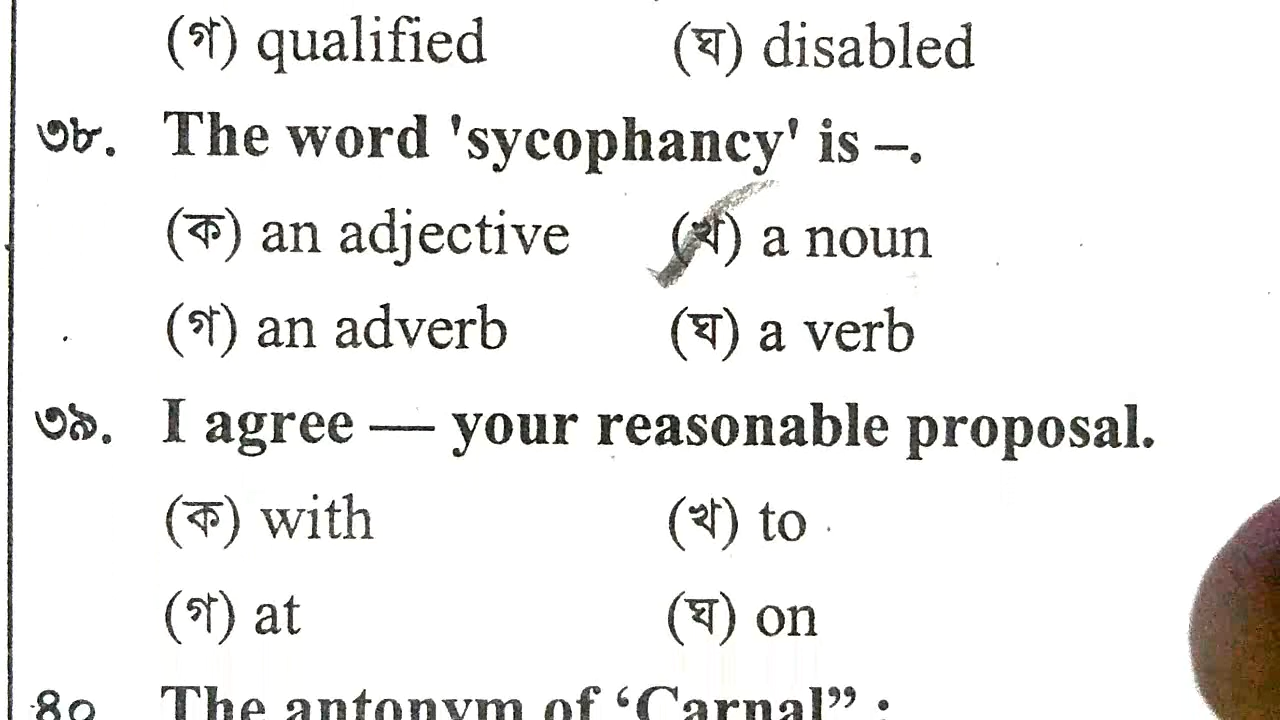 (গ) qualified (ঘ) disabled
৩৮. The word 'sycophancy' is –.
(ক) an adjective (খ) a noun
(গ) an adverb (ঘ) a verb
৩৯. I agree — your reasonable proposal.
(ক) with (খ) to
(গ) at (ঘ) on
৪০ The antonym of ‘Carnal” :